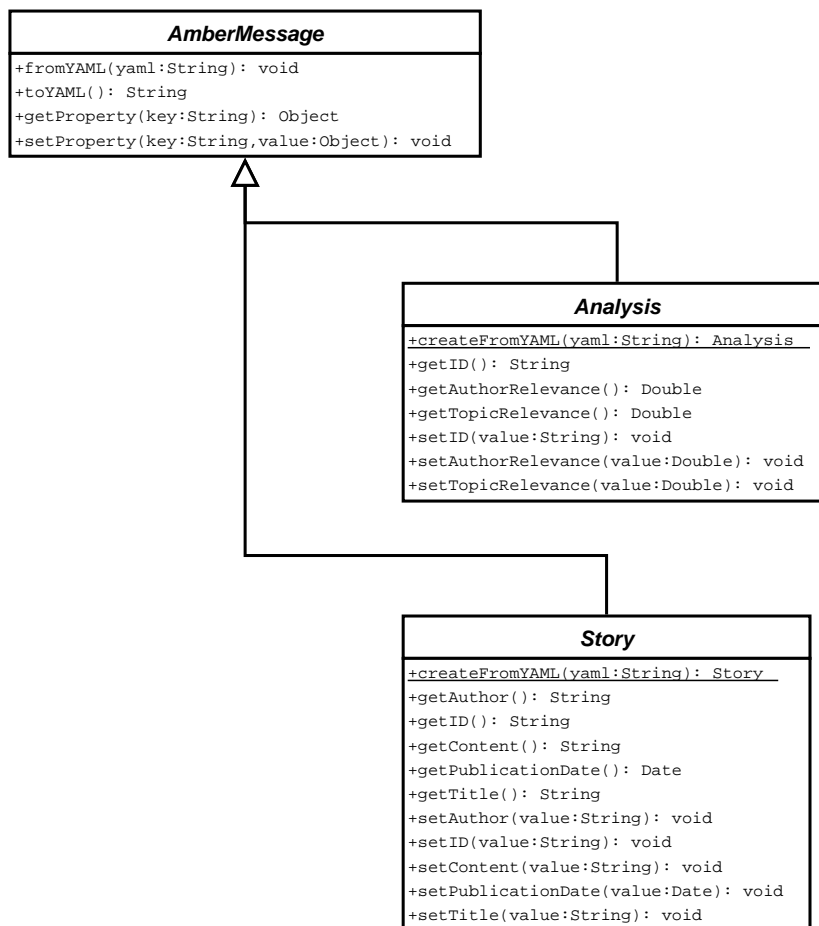 AmberMessage
+fromYAML(yaml:String): void
+toYAML(): String
+getProperty(key:String): Object
+setProperty(key:String,value:Object): void
Analysis
+createFromYAML(yaml:String): Analysis
+getID(): String
+getAuthorRelevance(): Double
+getTopicRelevance(): Double
+setID(value:String): void
+setAuthorRelevance(value:Double): void
+setTopicRelevance(value:Double): void
Story
+createFromYAML(yaml:String): Story
+getAuthor(): String
+getID(): String
+getContent(): String
+getPublicationDate(): Date
+getTitle(): String
+setAuthor(value:String): void
+setID(value:String): void
+setContent(value:String): void
+setPublicationDate(value:Date): void
+setTitle(value:String): void